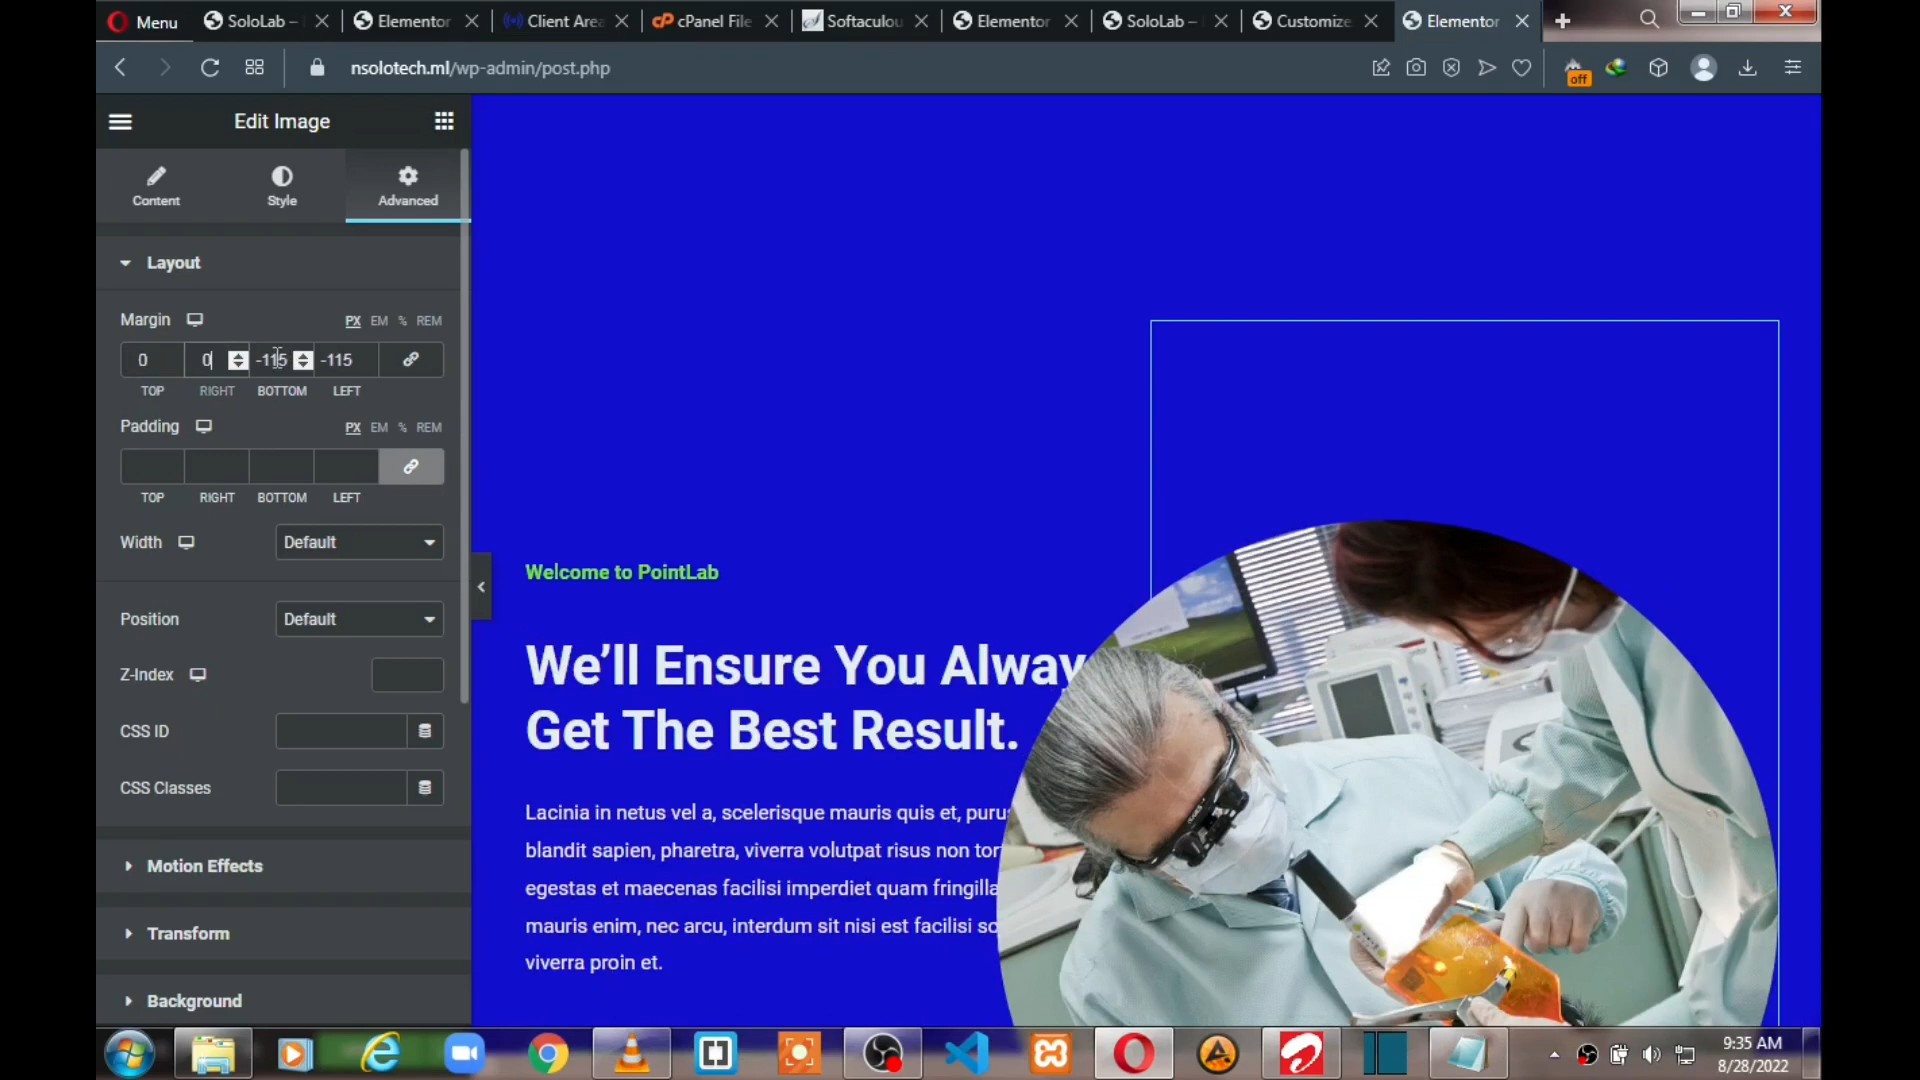 Menu
SoloLab –
Elementor
Client Area
cPanel File
Softaculou
Elementor
SoloLab –
Customize
Elementor
nsolotech.ml/wp-admin/post.php
off
Edit Image
Content
Style
Advanced
Layout
Margin
PX EM % REM
0 0 -115 -115
TOP RIGHT BOTTOM LEFT
Padding
PX EM % REM
TOP RIGHT BOTTOM LEFT
Width
Default
Position
Default
Z-Index
CSS ID
CSS Classes
Motion Effects
Transform
Background
Welcome to PointLab
We’ll Ensure You Alway
Get The Best Result.
Lacinia in netus vel a, scelerisque mauris quis et, puru
blandit sapien, pharetra, viverra volutpat risus non tor
egestas et maecenas facilisi imperdiet quam fringilla
mauris enim, nec arcu, interdum sit nisi est facilisi so
viverra proin et.
9:35 AM
8/28/2022